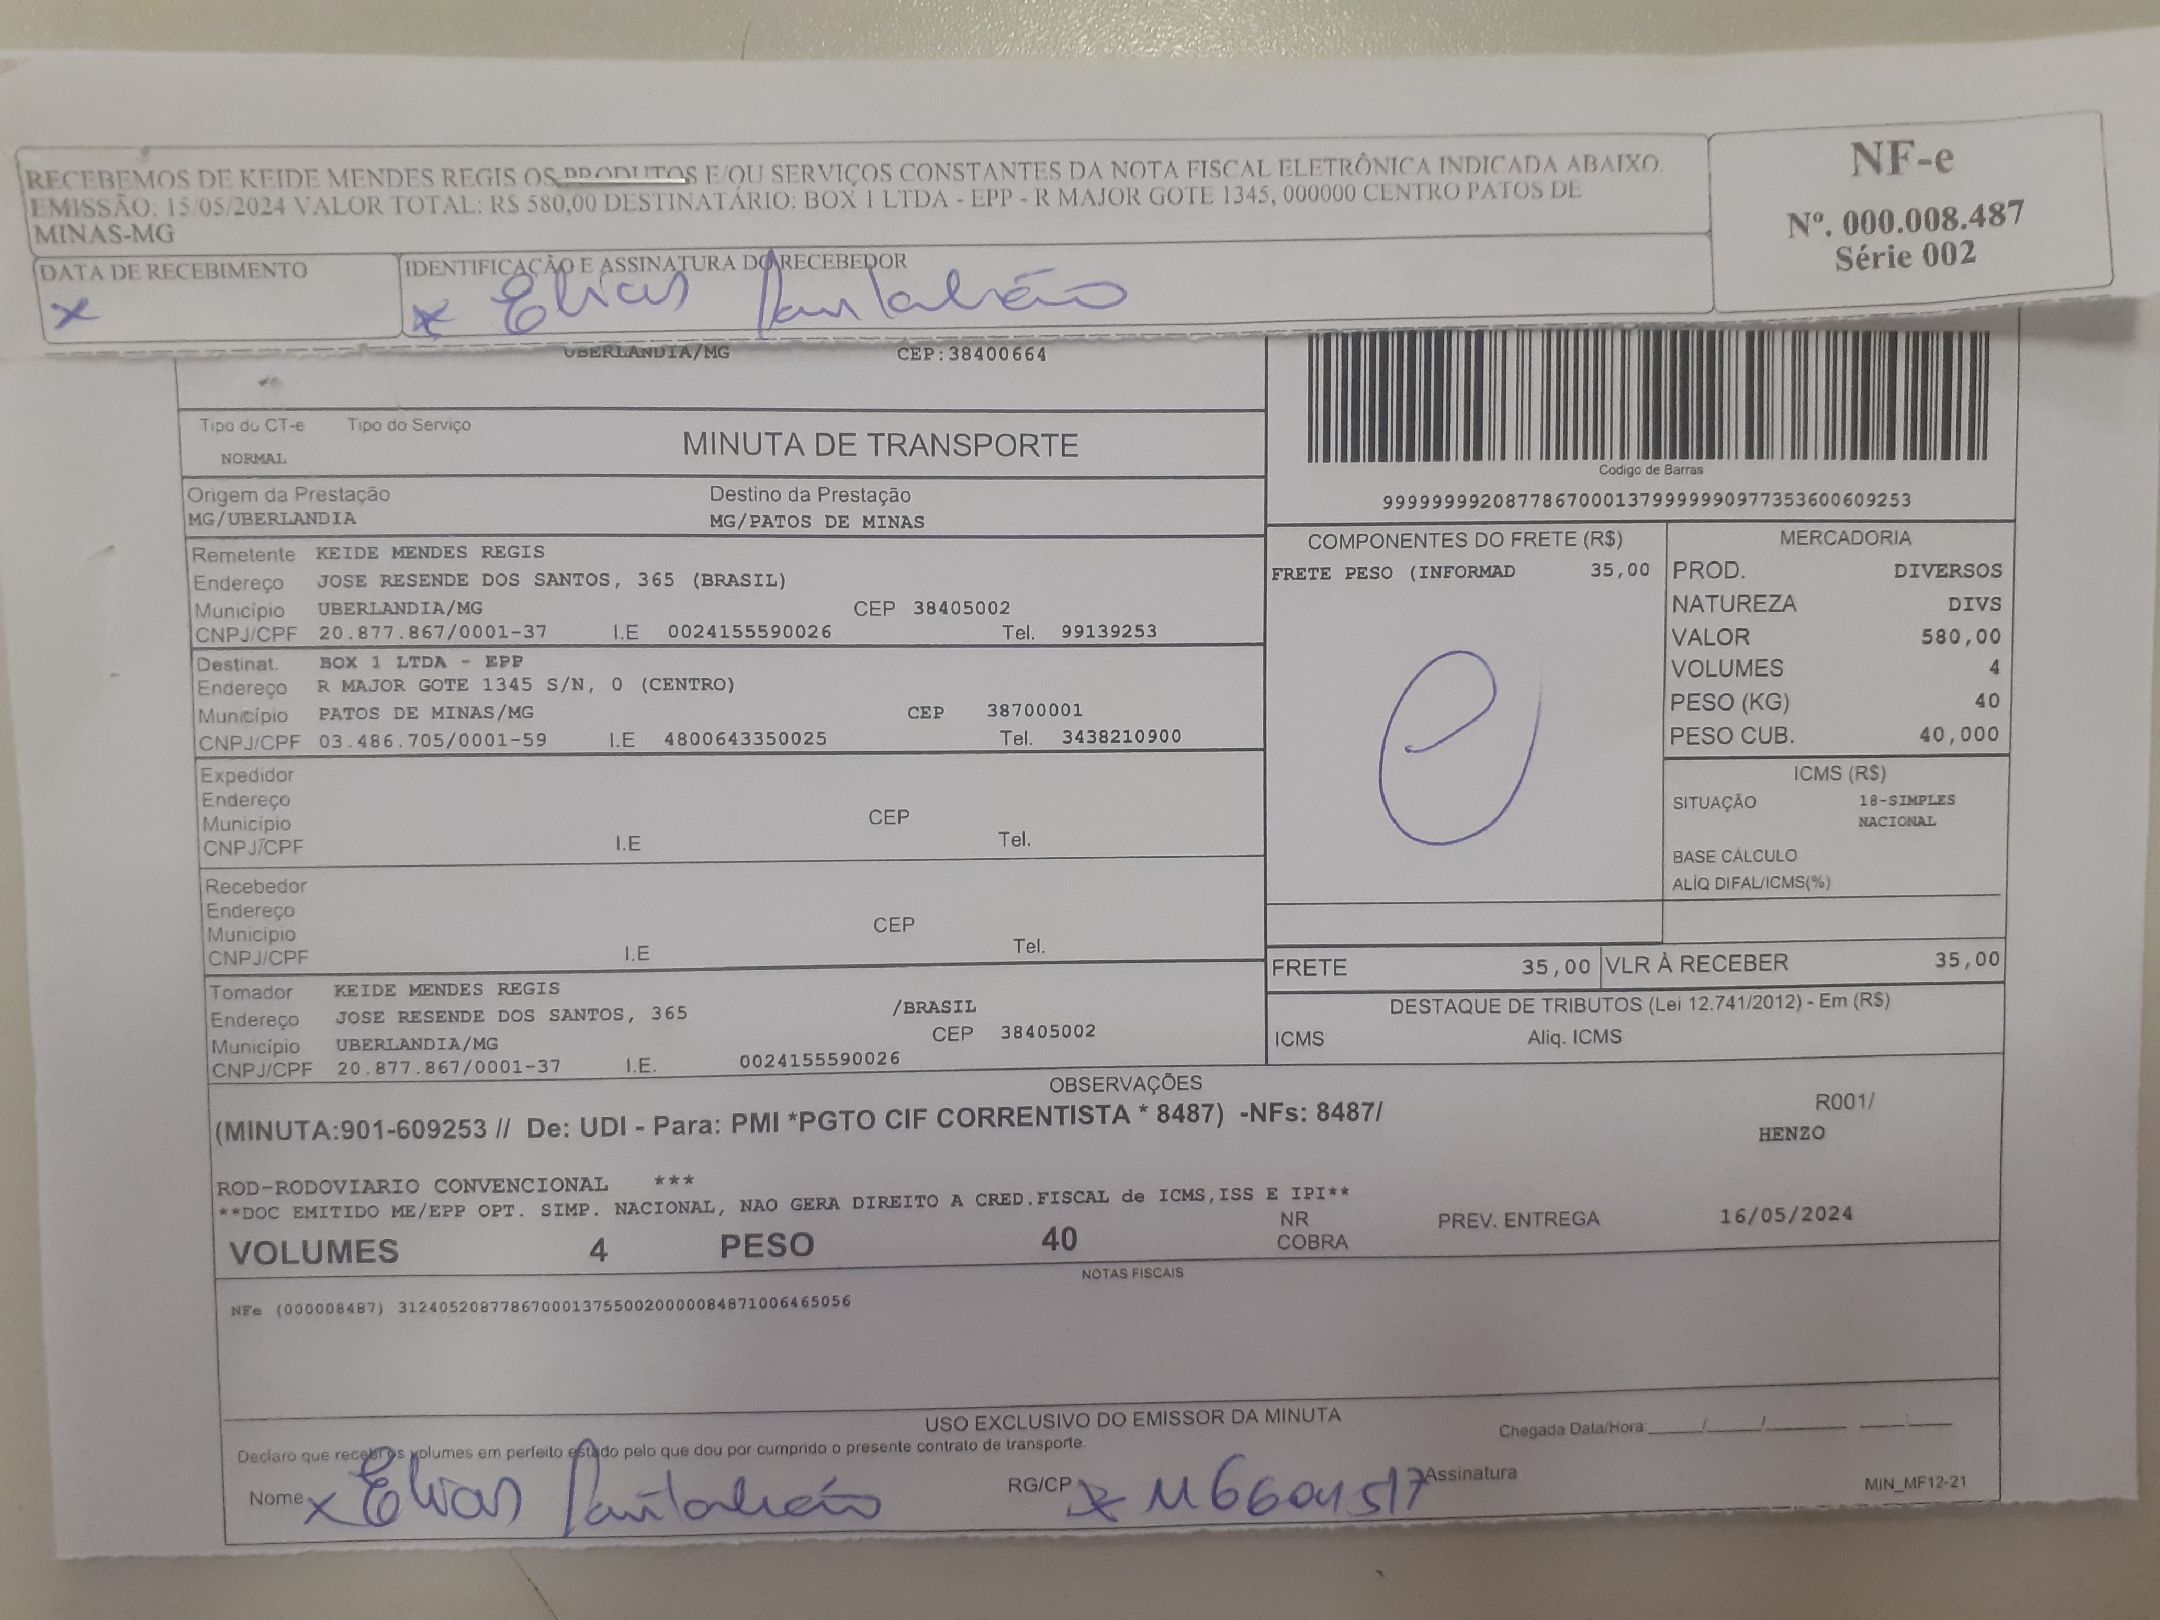 RECEBEMOS DE KEIDE MENDES REGIS OS PRODUTOS E/OU SERVIÇOS CONSTANTES DA NOTA FISCAL ELETRÔNICA INDICADA ABAIXO.
EMISSÃO: 15/05/2024 VALOR TOTAL: R$ 580,00 DESTINATÁRIO: BOX 1 LTDA - EPP - R MAJOR GOTE 1345, 000000 CENTRO PATOS DE
MINAS-MG
NF-e
Nº. 000.008.487
Série 002
DATA DE RECEBIMENTO
x
IDENTIFICAÇÃO E ASSINATURA DO RECEBEDOR
x Elias Pantaleão
UBERLANDIA/MG CEP:38400664
Tipo do CT-e Tipo do Serviço
NORMAL
MINUTA DE TRANSPORTE
Codigo de Barras
99999999208778670001379999999097735360060​9253
Origem da Prestação Destino da Prestação
MG/UBERLANDIA MG/PATOS DE MINAS
Remetente KEIDE MENDES REGIS
Endereço JOSE RESENDE DOS SANTOS, 365 (BRASIL)
Município UBERLANDIA/MG CEP 38405002
CNPJ/CPF 20.877.867/0001-37 I.E 0024155590026 Tel. 99139253
Destinat. BOX 1 LTDA - EPP
Endereço R MAJOR GOTE 1345 S/N, 0 (CENTRO)
Município PATOS DE MINAS/MG CEP 38700001
CNPJ/CPF 03.486.705/0001-59 I.E 4800643350025 Tel. 3438210900
Expedidor
Endereço
Município CEP
CNPJ/CPF I.E Tel.
Recebedor
Endereço
Município CEP
CNPJ/CPF I.E Tel.
Tomador KEIDE MENDES REGIS
Endereço JOSE RESENDE DOS SANTOS, 365 /BRASIL
Município UBERLANDIA/MG CEP 38405002
CNPJ/CPF 20.877.867/0001-37 I.E. 0024155590026
COMPONENTES DO FRETE (R$)
FRETE PESO (INFORMAD 35,00
MERCADORIA
PROD. DIVERSOS
NATUREZA DIVS
VALOR 580,00
VOLUMES 4
PESO (KG) 40
PESO CUB. 40,000
ICMS (R$)
SITUAÇÃO 18-SIMPLES
NACIONAL
BASE CÁLCULO
ALÍQ DIFAL/ICMS(%)
FRETE 35,00 VLR À RECEBER 35,00
DESTAQUE DE TRIBUTOS (Lei 12.741/2012) - Em (R$)
ICMS Aliq. ICMS
OBSERVAÇÕES
(MINUTA:901-609253 // De: UDI - Para: PMI *PGTO CIF CORRENTISTA * 8487) -NFs: 8487/
R001/
HENZO
ROD-RODOVIARIO CONVENCIONAL ***
**DOC EMITIDO ME/EPP OPT. SIMP. NACIONAL, NAO GERA DIREITO A CRED.FISCAL de ICMS,ISS E IPI**
VOLUMES 4 PESO 40 NR
COBRA
PREV. ENTREGA 16/05/2024
NOTAS FISCAIS
NFe (000008487) 31240520877867000137550020000084871006465056
USO EXCLUSIVO DO EMISSOR DA MINUTA
Chegada Data/Hora:____/____/______ ___:___
Declaro que recebi os volumes em perfeito estado pelo que dou por cumprido o presente contrato de transporte.
Nome x Elias Pantaleão RG/CP x M6601517 Assinatura
MIN_MF12-21